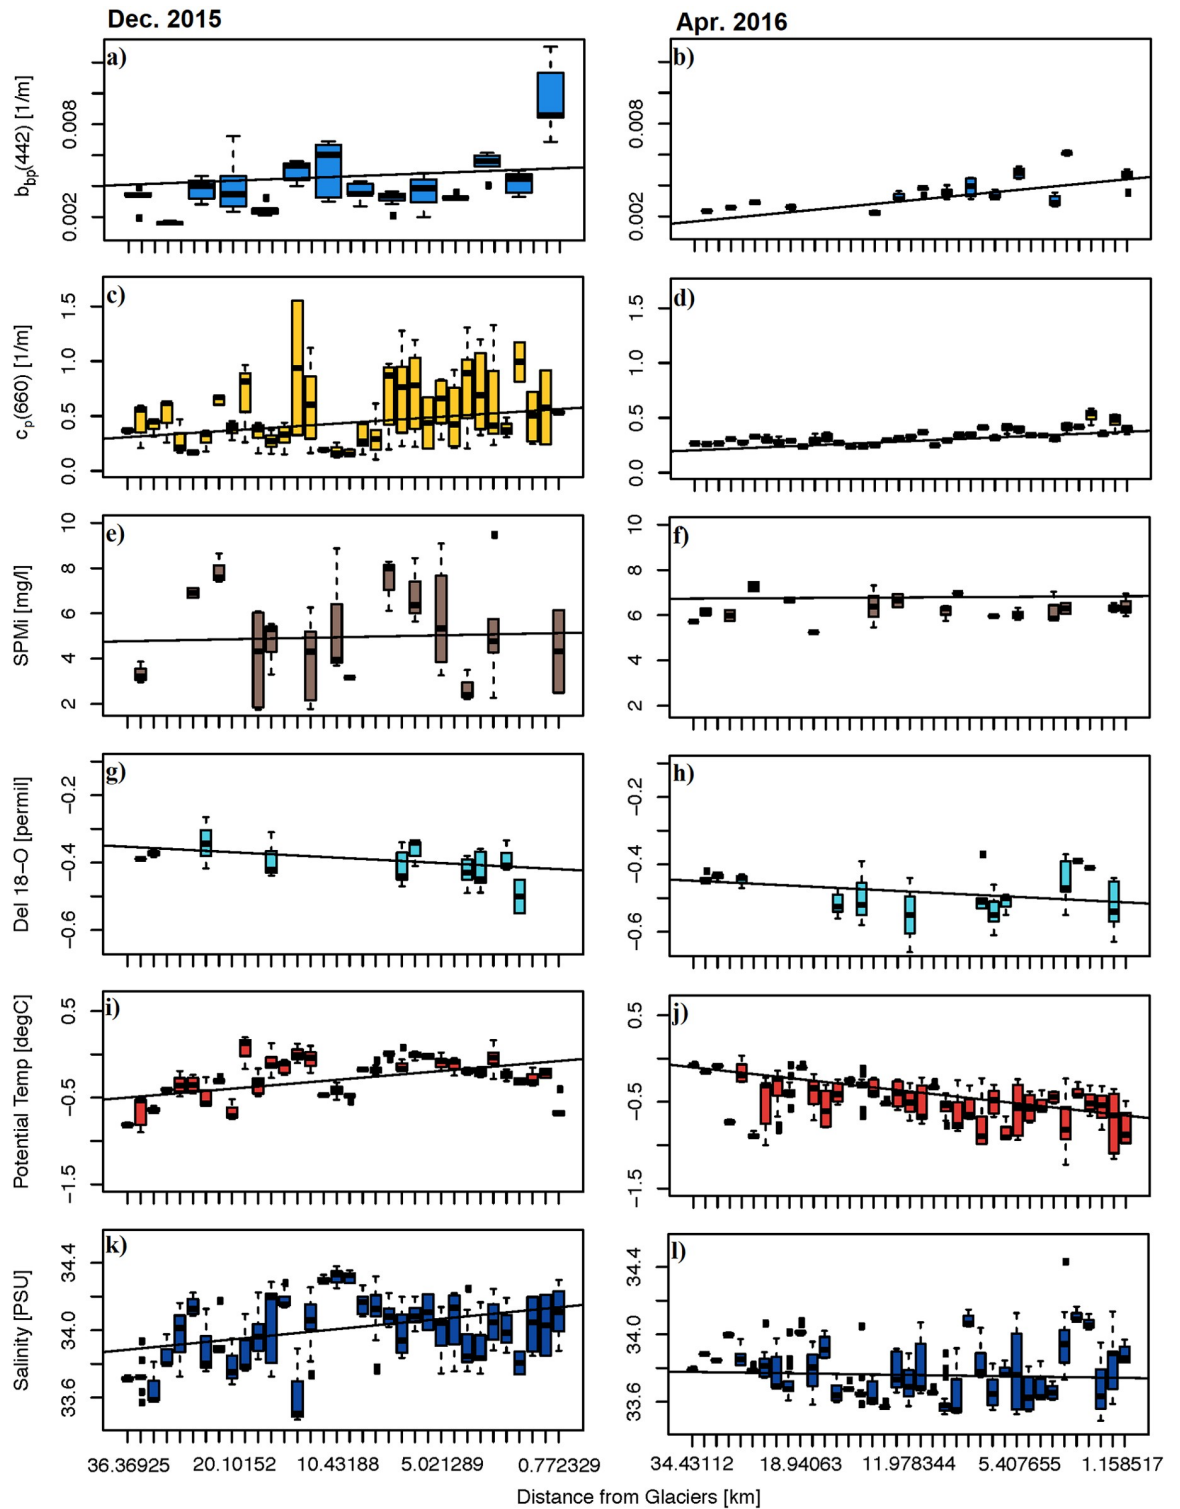 Dec. 2015
Apr. 2016
a)
b)
b_bp(442) [1/m]
0.002 0.008
0.002 0.008
c)
d)
c_p(660) [1/m]
0.0 0.5 1.0 1.5
0.0 0.5 1.0 1.5
e)
f)
SPMi [mg/l]
2 4 6 8 10
2 4 6 8 10
g)
h)
Del 18−O [permil]
−0.6 −0.4 −0.2
−0.6 −0.4 −0.2
i)
j)
Potential Temp [degC]
−1.5 −0.5 0.5
−1.5 −0.5 0.5
k)
l)
Salinity [PSU]
33.6 34.0 34.4
33.6 34.0 34.4
36.36925 20.10152 10.43188 5.021289 0.772329
34.43112 18.94063 11.978344 5.407655 1.158517
Distance from Glaciers [km]